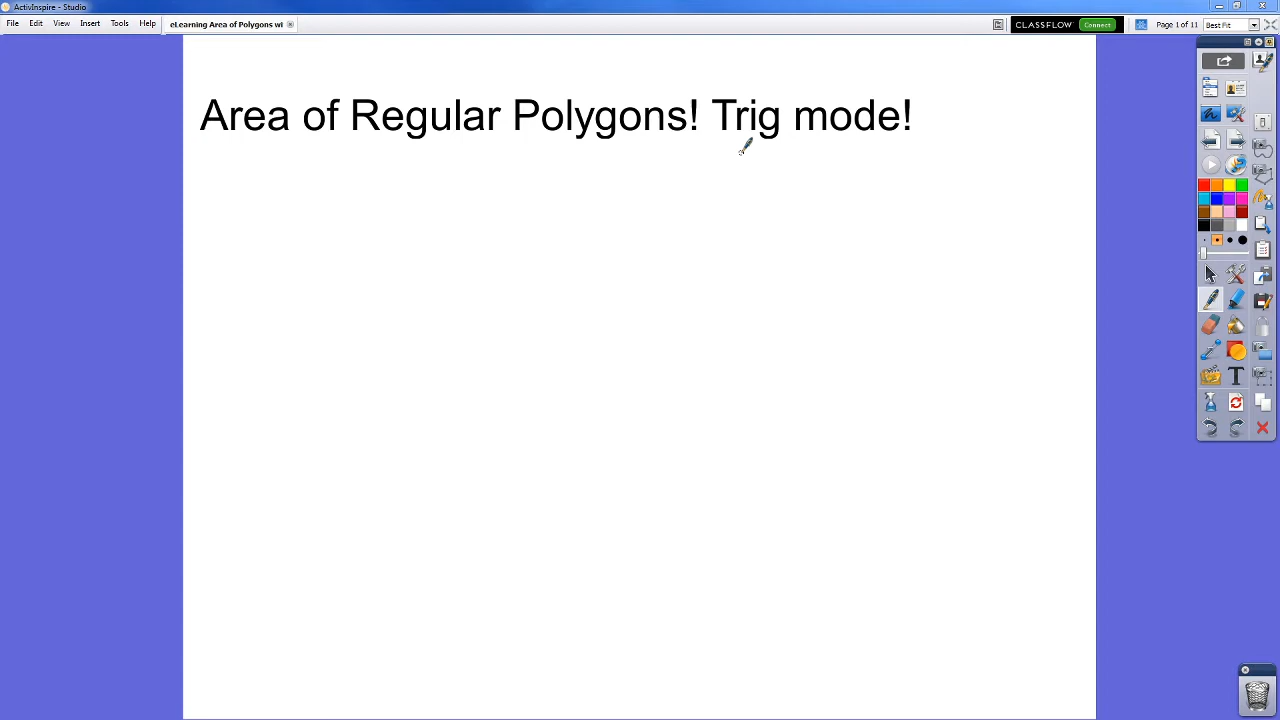 ActivInspire - Studio
File Edit View Insert Tools Help eLearning Area of Polygons wi CLASSFLOW Connect Page 1 of 11 Best Fit
Area of Regular Polygons! Trig mode!